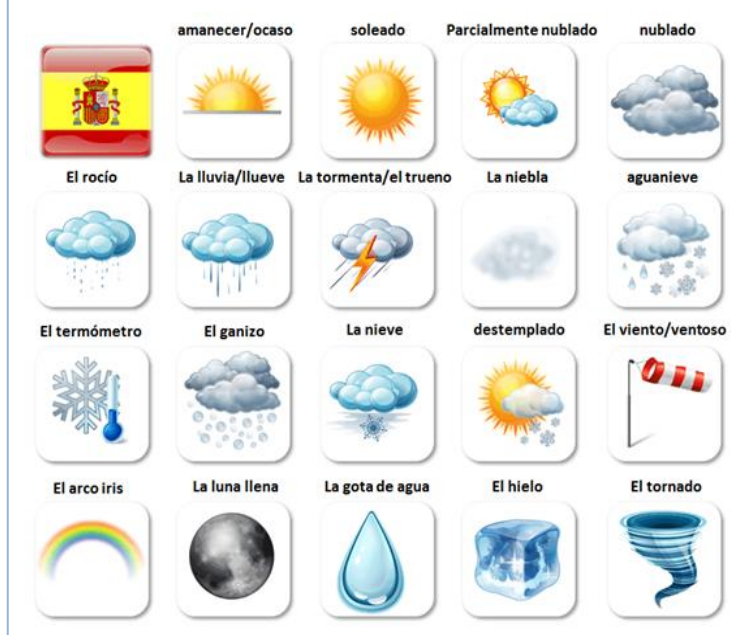 amanecer/ocaso soleado Parcialmente nublado nublado
El rocío La lluvia/llueve La tormenta/el trueno La niebla aguanieve
El termómetro El ganizo La nieve destemplado El viento/ventoso
El arco iris La luna llena La gota de agua El hielo El tornado